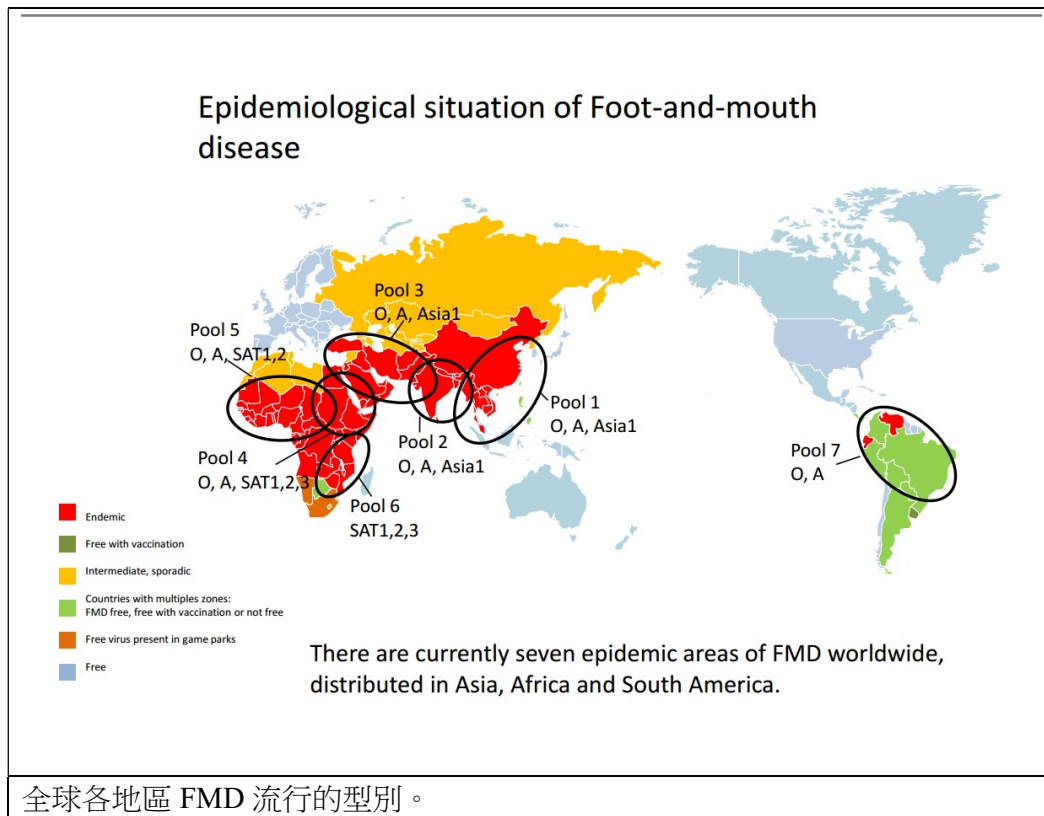 Epidemiological situation of Foot-and-mouth
disease
Pool 3
O, A, Asia1
Pool 5
O, A, SAT1,2
Pool 1
O, A, Asia1
Pool 2
O, A, Asia1
Pool 4
O, A, SAT1,2,3
Pool 6
SAT1,2,3
Pool 7
O, A
Endemic
Free with vaccination
Intermediate, sporadic
Countries with multiples zones:
FMD free, free with vaccination or not free
Free virus present in game parks
Free
There are currently seven epidemic areas of FMD worldwide,
distributed in Asia, Africa and South America.
全球各地區 FMD 流行的型別。